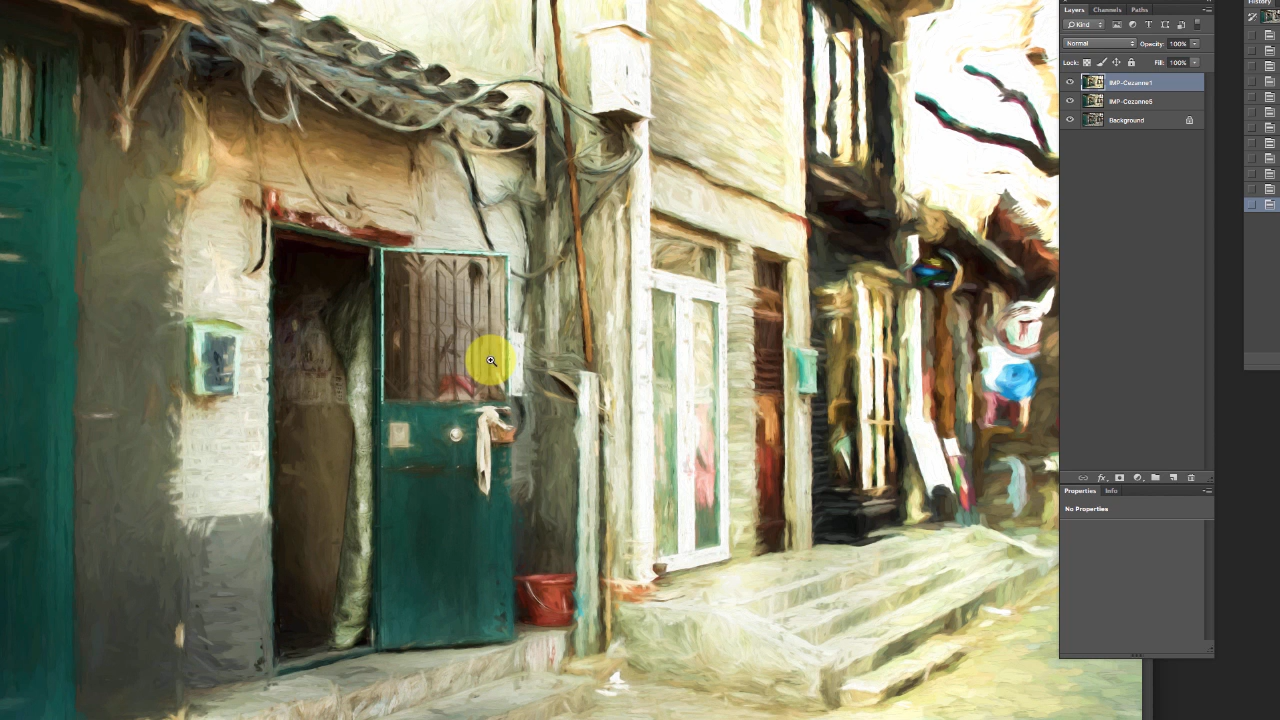 History
Layers Channels Paths
Kind
Normal Opacity: 100%
Lock: Fill: 100%
IMP-Cezanne1
IMP-Cezanne5
Background
fx
Properties Info
No Properties